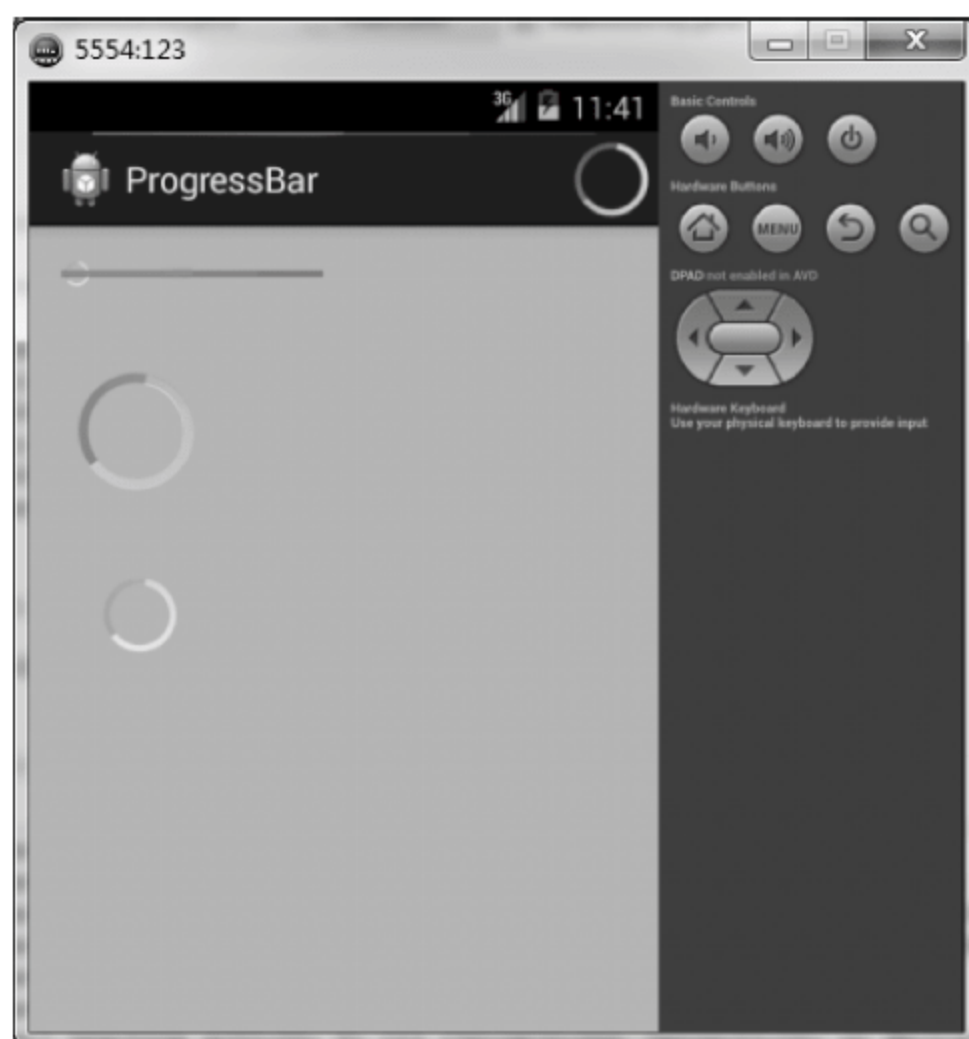 5554:123
3G 11:41
ProgressBar
Basic Controls
Hardware Buttons
MENU
DPAD not enabled in AVD
Hardware Keyboard
Use your physical keyboard to provide input